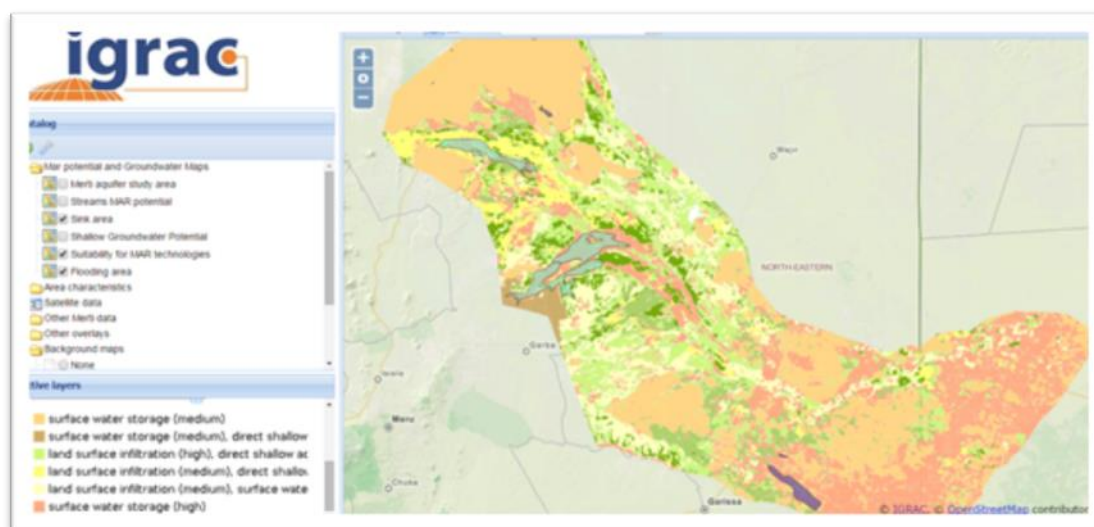 igrac
atalog
Mar potential and Groundwater Maps
Merti aquifer study area
Streams MAR potential
Sink area
Shallow Groundwater Potential
Suitability for MAR technologies
Flooding area
Area characteristics
Satellite data
Other Merti data
Other overlays
Background maps
None
tive layers
surface water storage (medium)
surface water storage (medium), direct shallow
land surface infiltration (high), direct shallow ac
land surface infiltration (medium), direct shallov
land surface infiltration (medium), surface wate
surface water storage (high)
Wajir
NORTH-EASTERN
Garba
Isiolo
Meru
Chuka
Garissa
© IGRAC, © OpenStreetMap contributor